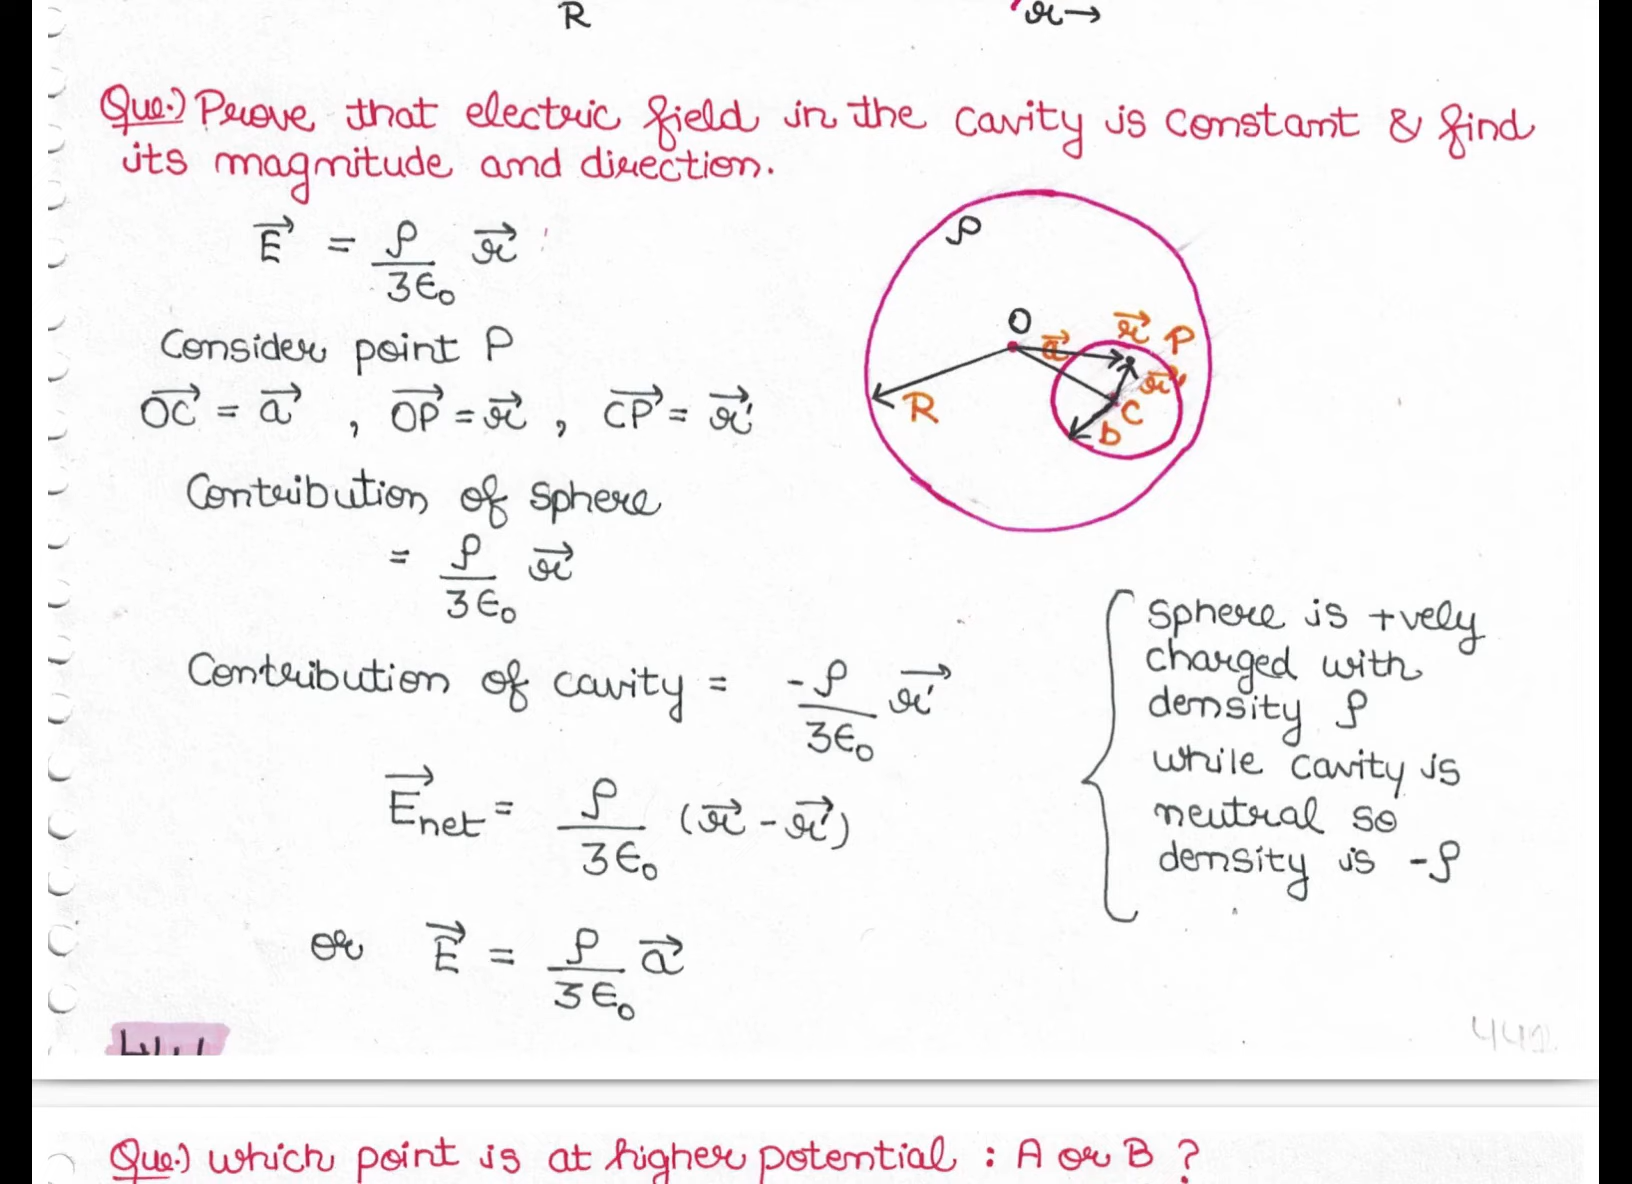 R
r→
Que.) Prove that electric field in the cavity is constant & find
its magnitude and direction.
E⃗ = ρ/3ε₀ r⃗
ρ
Consider point P
O
a⃗
r⃗ P
r⃗'
OC⃗ = a⃗ , OP⃗ = r⃗ , CP⃗ = r⃗'
R
C
b
Contribution of sphere
= ρ/3ε₀ r⃗
Contribution of cavity = -ρ/3ε₀ r⃗'
E⃗net = ρ/3ε₀ (r⃗ - r⃗')
or E⃗ = ρ/3ε₀ a⃗
Sphere is +vely
charged with
density ρ
while cavity is
neutral so
density is -ρ
441
Que.) which point is at higher potential : A or B ?